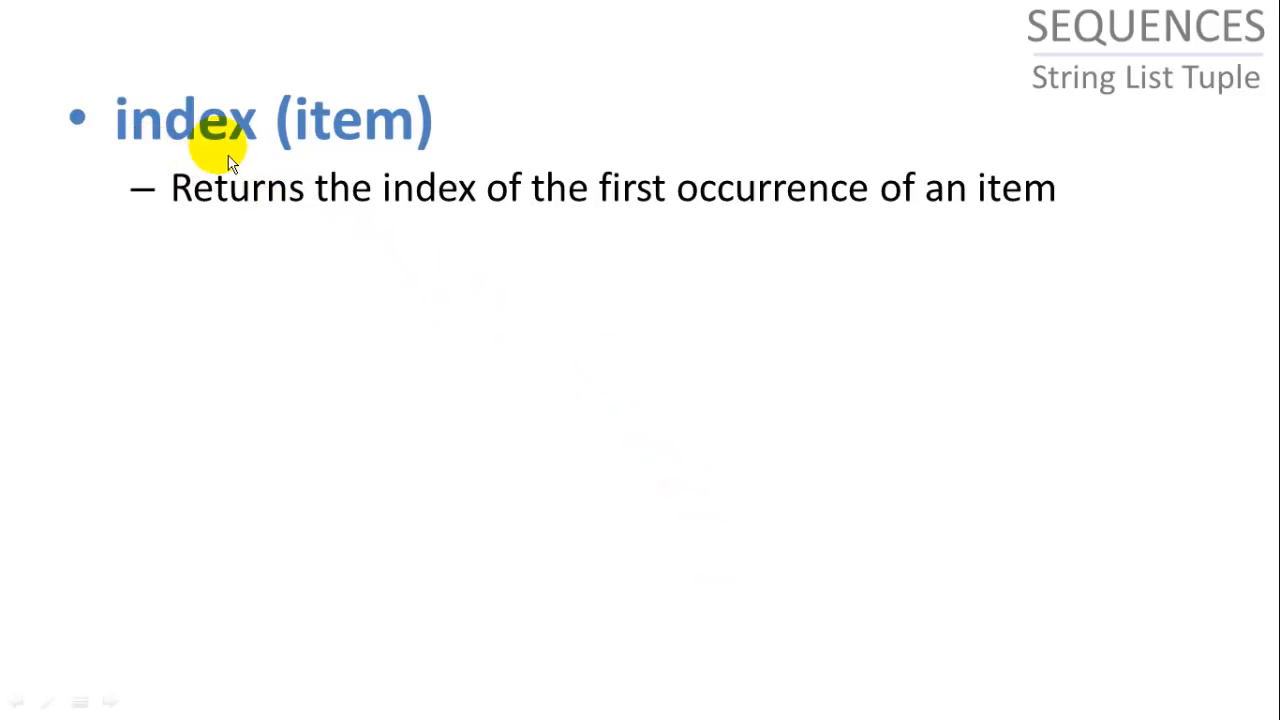 SEQUENCES
String List Tuple
• index (item)
– Returns the index of the first occurrence of an item